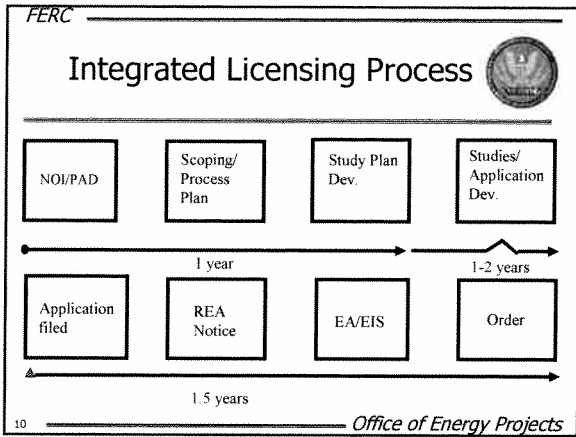 FERC
Integrated Licensing Process
NOI/PAD
Scoping/
Process
Plan
Study Plan
Dev.
Studies/
Application
Dev.
1 year
1-2 years
Application
filed
REA
Notice
EA/EIS
Order
1.5 years
10
Office of Energy Projects